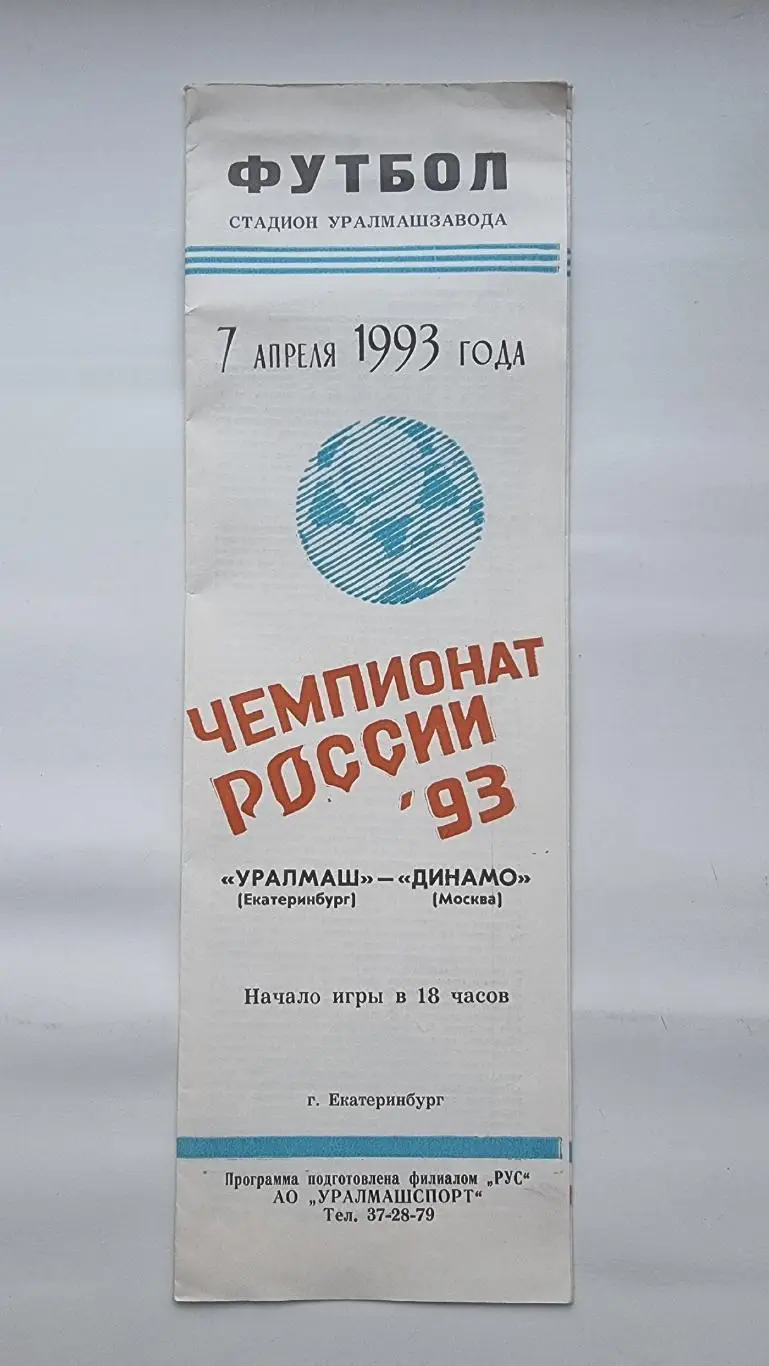 ФУТБОЛ
СТАДИОН УРАЛМАШЗАВОДА
7 АПРЕЛЯ 1993 ГОДА
ЧЕМПИОНАТ
РОССИИ
'93
«УРАЛМАШ» — «ДИНАМО»
(Екатеринбург) (Москва)
Начало игры в 18 часов
г. Екатеринбург
Программа подготовлена филиалом „РУС“
АО „УРАЛМАШСПОРТ“
Тел. 37-28-79